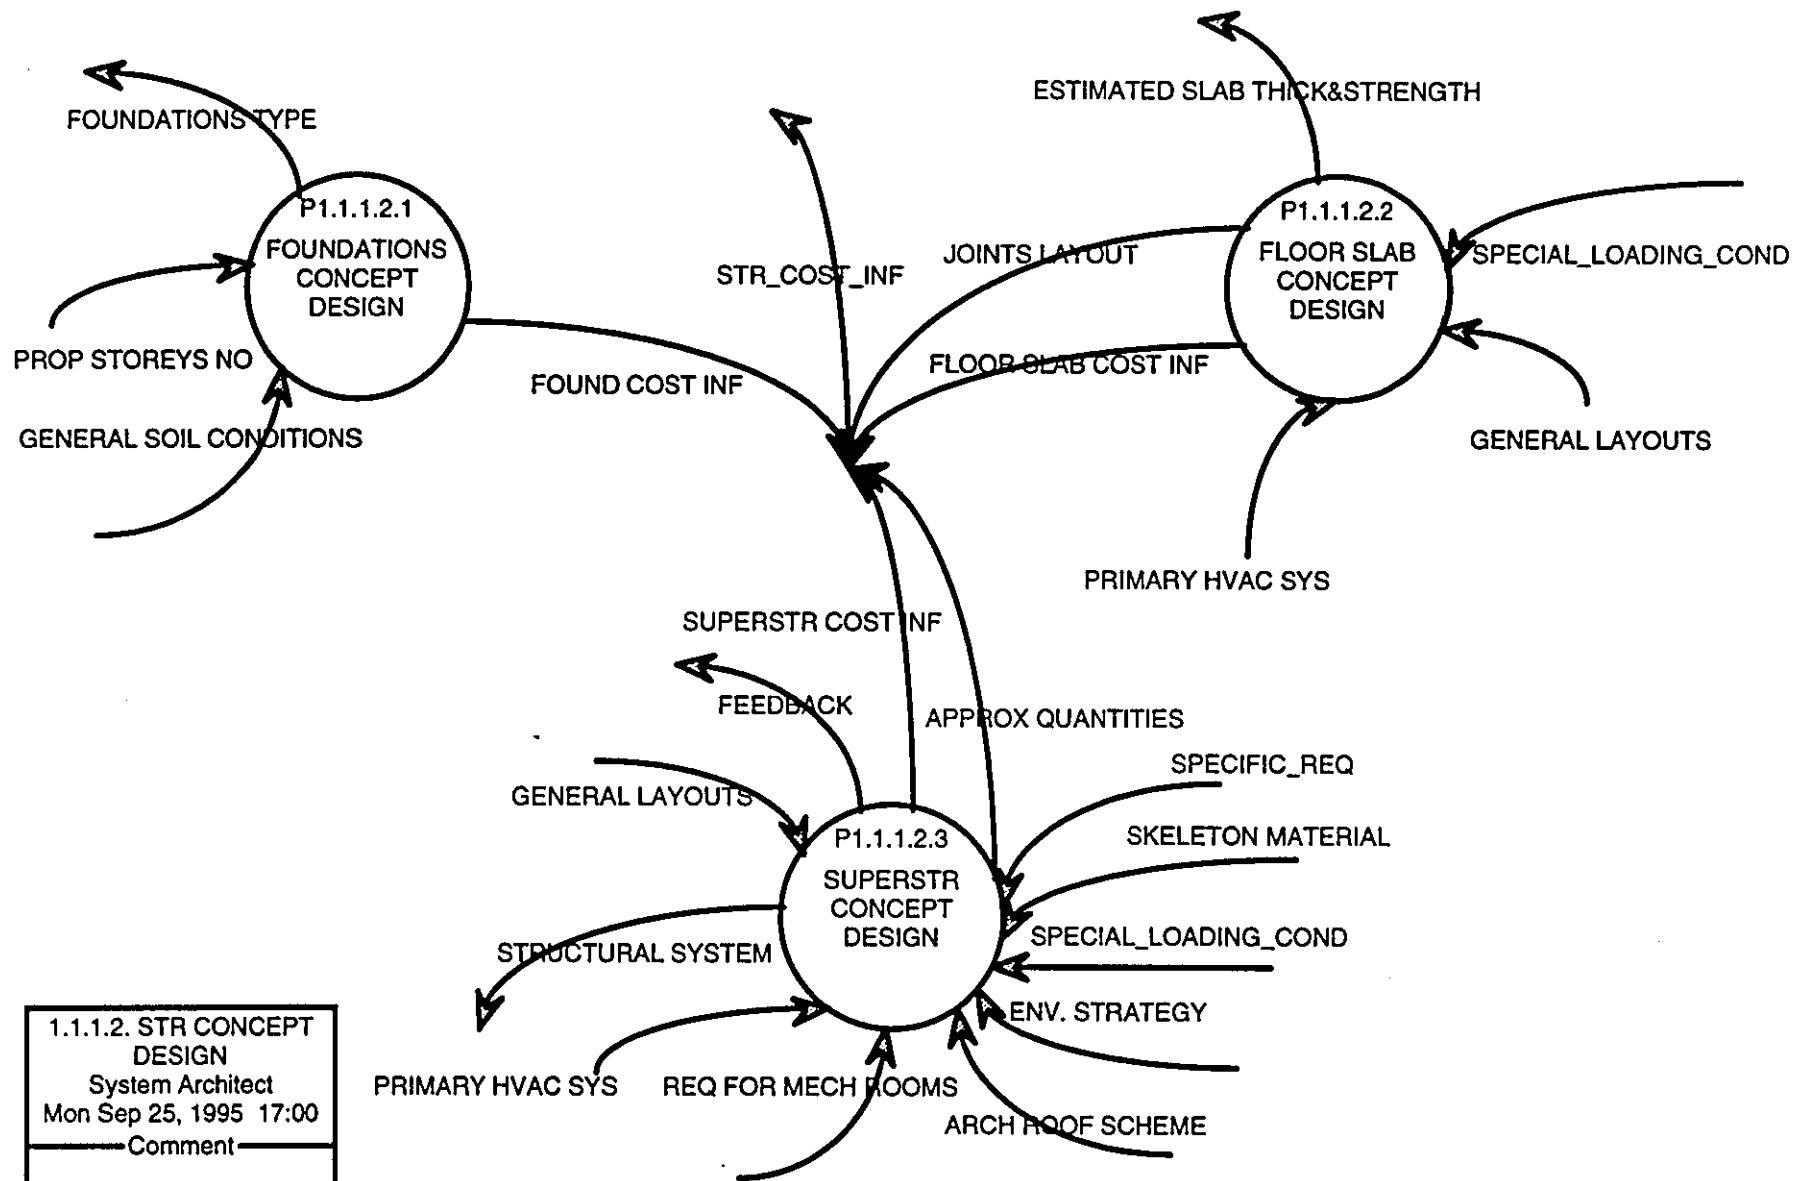 ESTIMATED SLAB THICK&STRENGTH
FOUNDATIONS TYPE
P1.1.1.2.1
FOUNDATIONS
CONCEPT
DESIGN
PROP STOREYS NO
GENERAL SOIL CONDITIONS
FOUND COST INF
STR_COST_INF
JOINTS LAYOUT
FLOOR SLAB COST INF
P1.1.1.2.2
FLOOR SLAB
CONCEPT
DESIGN
SPECIAL_LOADING_COND
GENERAL LAYOUTS
PRIMARY HVAC SYS
SUPERSTR COST INF
FEEDBACK
APPROX QUANTITIES
GENERAL LAYOUTS
P1.1.1.2.3
SUPERSTR
CONCEPT
DESIGN
SPECIFIC_REQ
SKELETON MATERIAL
SPECIAL_LOADING_COND
ENV. STRATEGY
STRUCTURAL SYSTEM
PRIMARY HVAC SYS
REQ FOR MECH ROOMS
ARCH ROOF SCHEME
1.1.1.2. STR CONCEPT
DESIGN
System Architect
Mon Sep 25, 1995 17:00
Comment